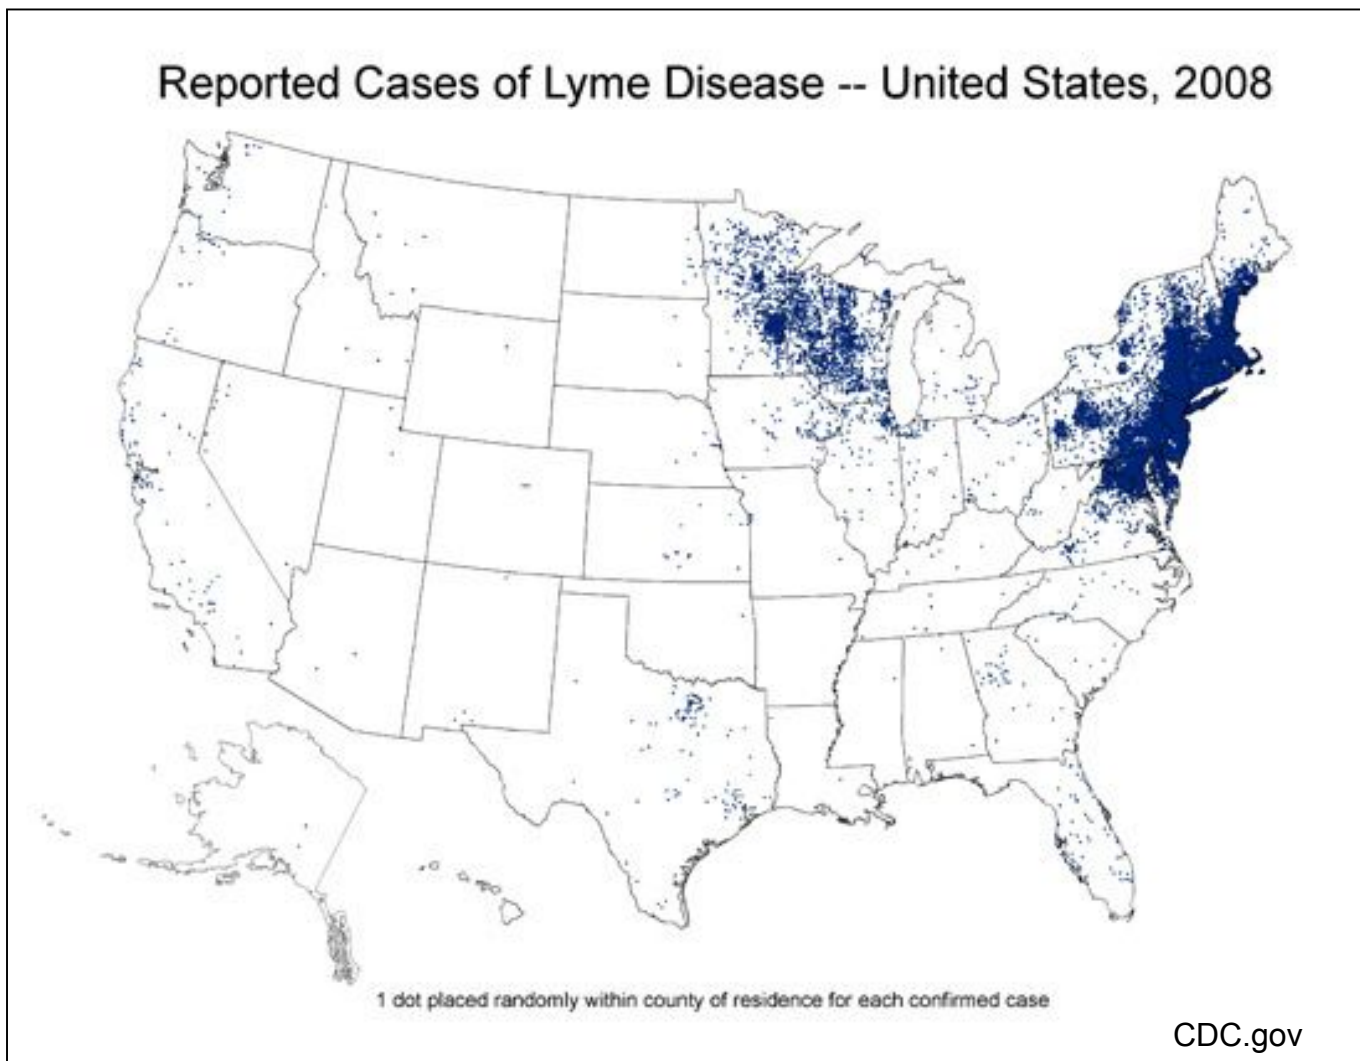 Reported Cases of Lyme Disease -- United States, 2008
1 dot placed randomly within county of residence for each confirmed case
CDC.gov